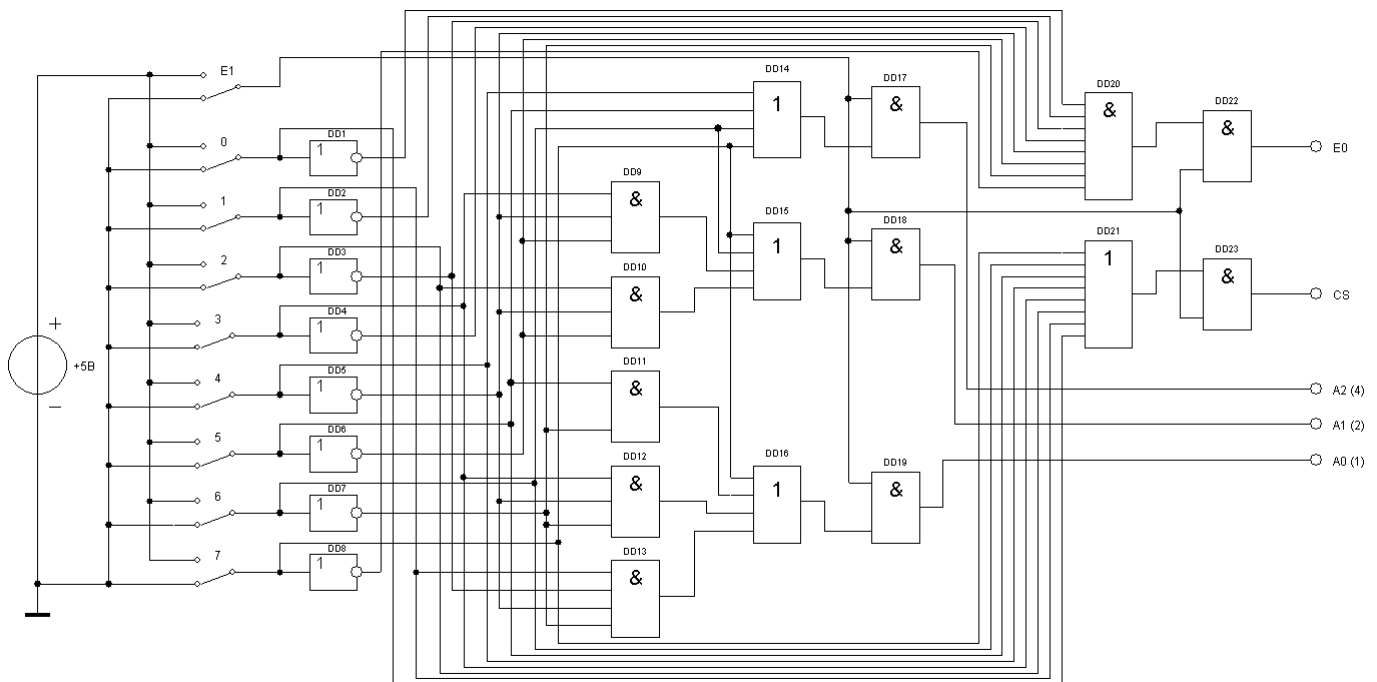 E1
0
1
2
3
4
5
6
7
+
+5В
−
DD1
1
DD2
1
DD3
1
DD4
1
DD5
1
DD6
1
DD7
1
DD8
1
DD9
&
DD10
&
DD11
&
DD12
&
DD13
&
DD14
1
DD15
1
DD16
1
DD17
&
DD18
&
DD19
&
DD20
&
DD21
1
DD22
&
DD23
&
E0
CS
A2 (4)
A1 (2)
A0 (1)